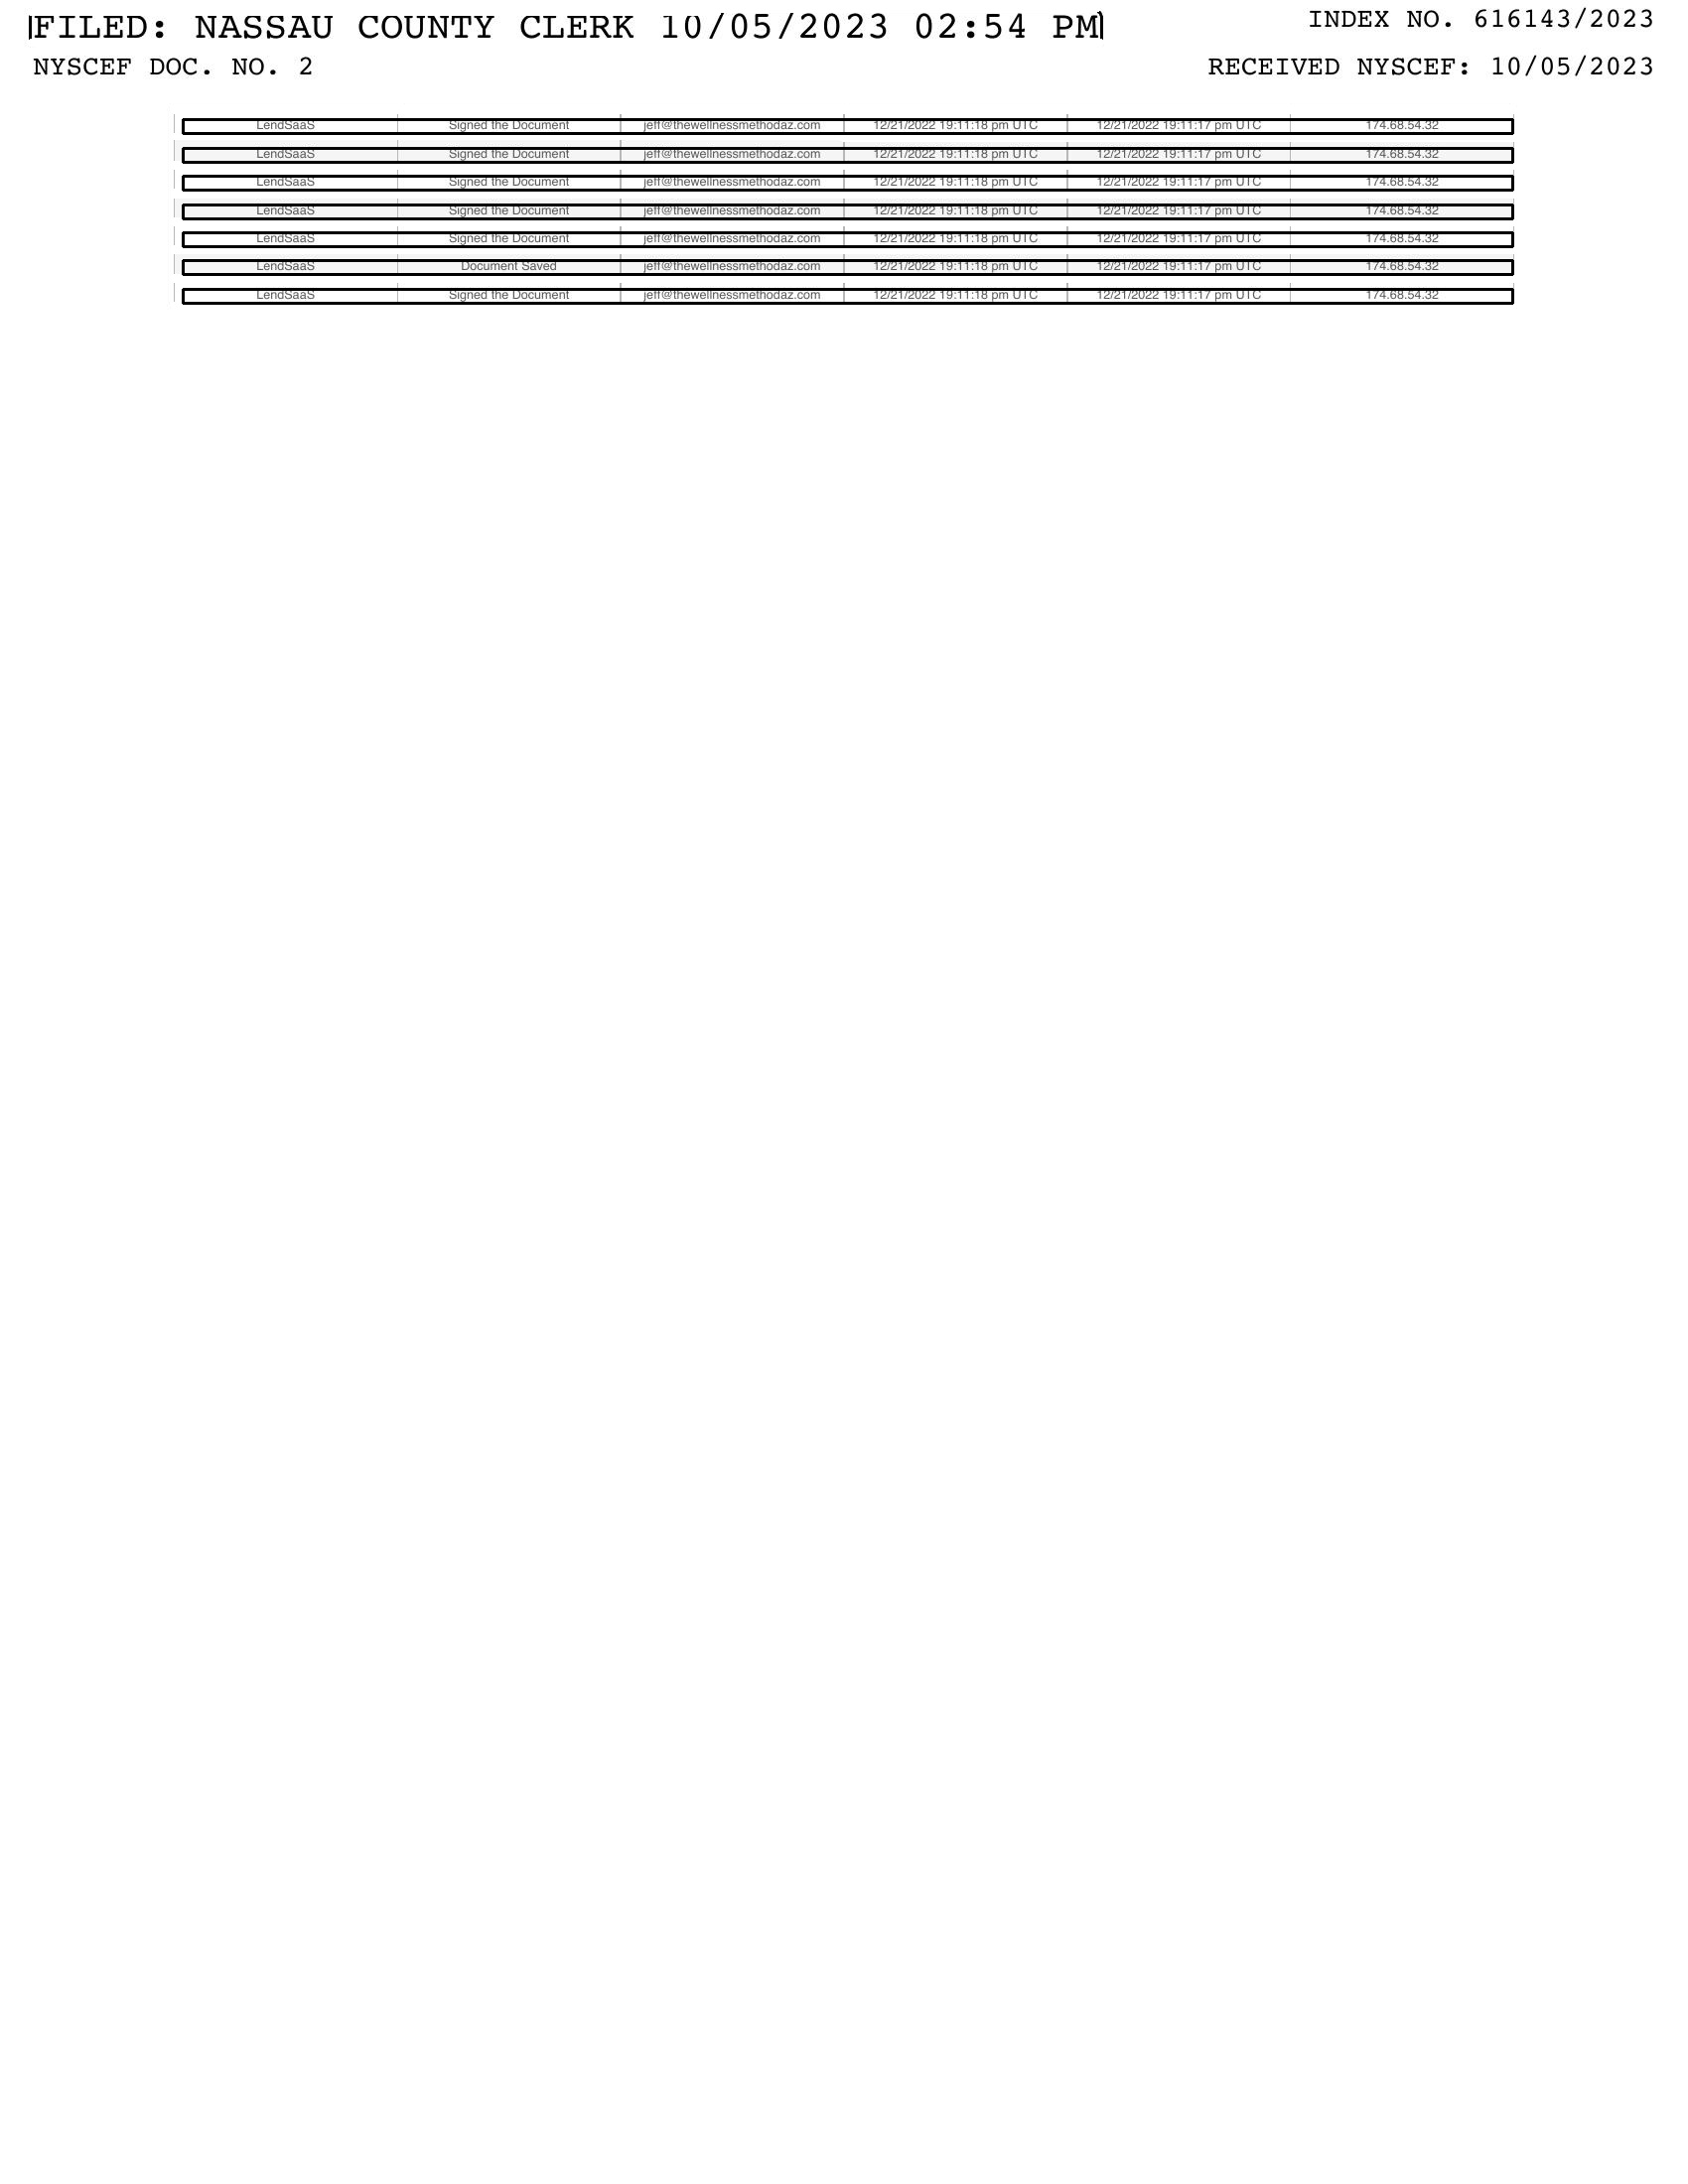 FILED: NASSAU COUNTY CLERK 10/05/2023 02:54 PM INDEX NO. 616143/2023
NYSCEF DOC. NO. 2 RECEIVED NYSCEF: 10/05/2023
LendSaaS Signed the Document jeff@thewellnessmethodaz.com 12/21/2022 19:11:18 pm UTC 12/21/2022 19:11:17 pm UTC 174.68.54.32
LendSaaS Signed the Document jeff@thewellnessmethodaz.com 12/21/2022 19:11:18 pm UTC 12/21/2022 19:11:17 pm UTC 174.68.54.32
LendSaaS Signed the Document jeff@thewellnessmethodaz.com 12/21/2022 19:11:18 pm UTC 12/21/2022 19:11:17 pm UTC 174.68.54.32
LendSaaS Signed the Document jeff@thewellnessmethodaz.com 12/21/2022 19:11:18 pm UTC 12/21/2022 19:11:17 pm UTC 174.68.54.32
LendSaaS Signed the Document jeff@thewellnessmethodaz.com 12/21/2022 19:11:18 pm UTC 12/21/2022 19:11:17 pm UTC 174.68.54.32
LendSaaS Document Saved jeff@thewellnessmethodaz.com 12/21/2022 19:11:18 pm UTC 12/21/2022 19:11:17 pm UTC 174.68.54.32
LendSaaS Signed the Document jeff@thewellnessmethodaz.com 12/21/2022 19:11:18 pm UTC 12/21/2022 19:11:17 pm UTC 174.68.54.32